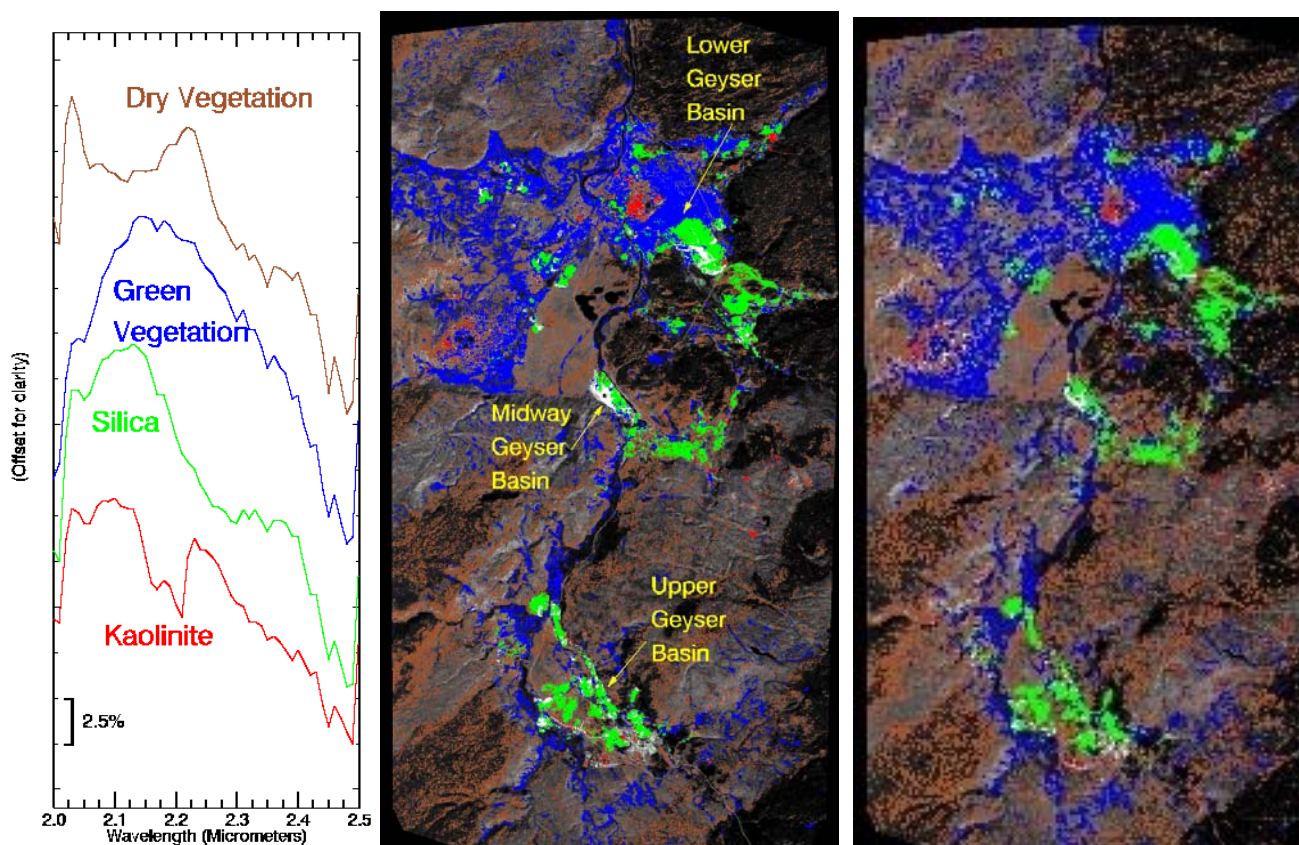 Dry Vegetation
Green
Vegetation
Silica
Kaolinite
2.5%
(Offset for clarity)
2.0 2.1 2.2 2.3 2.4 2.5
Wavelength (Micrometers)
Lower
Geyser
Basin
Midway
Geyser
Basin
Upper
Geyser
Basin